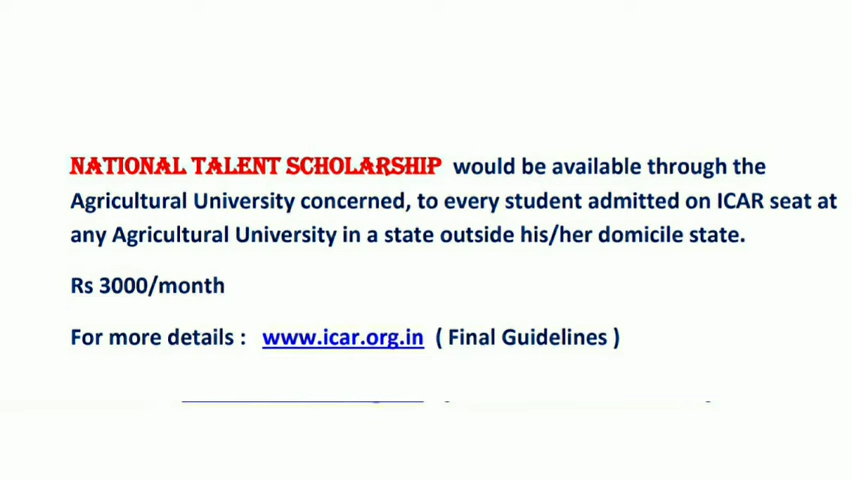 NATIONAL TALENT SCHOLARSHIP would be available through the
Agricultural University concerned, to every student admitted on ICAR seat at
any Agricultural University in a state outside his/her domicile state.
Rs 3000/month
For more details : www.icar.org.in ( Final Guidelines )